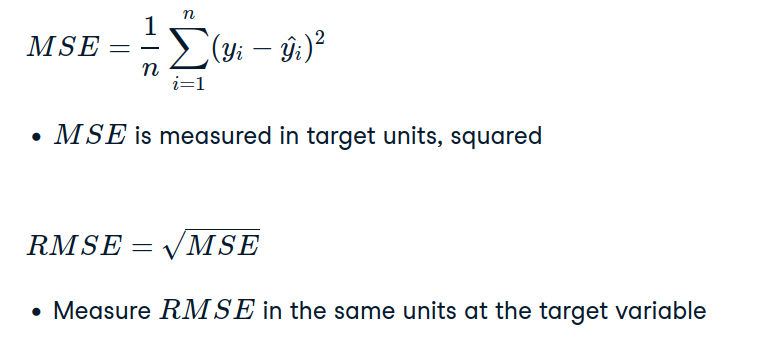 MSE = \frac{1}{n} \sum_{i=1}^{n} (y_i - \hat{y}_i)^2
• MSE is measured in target units, squared
RMSE = \sqrt{MSE}
• Measure RMSE in the same units at the target variable